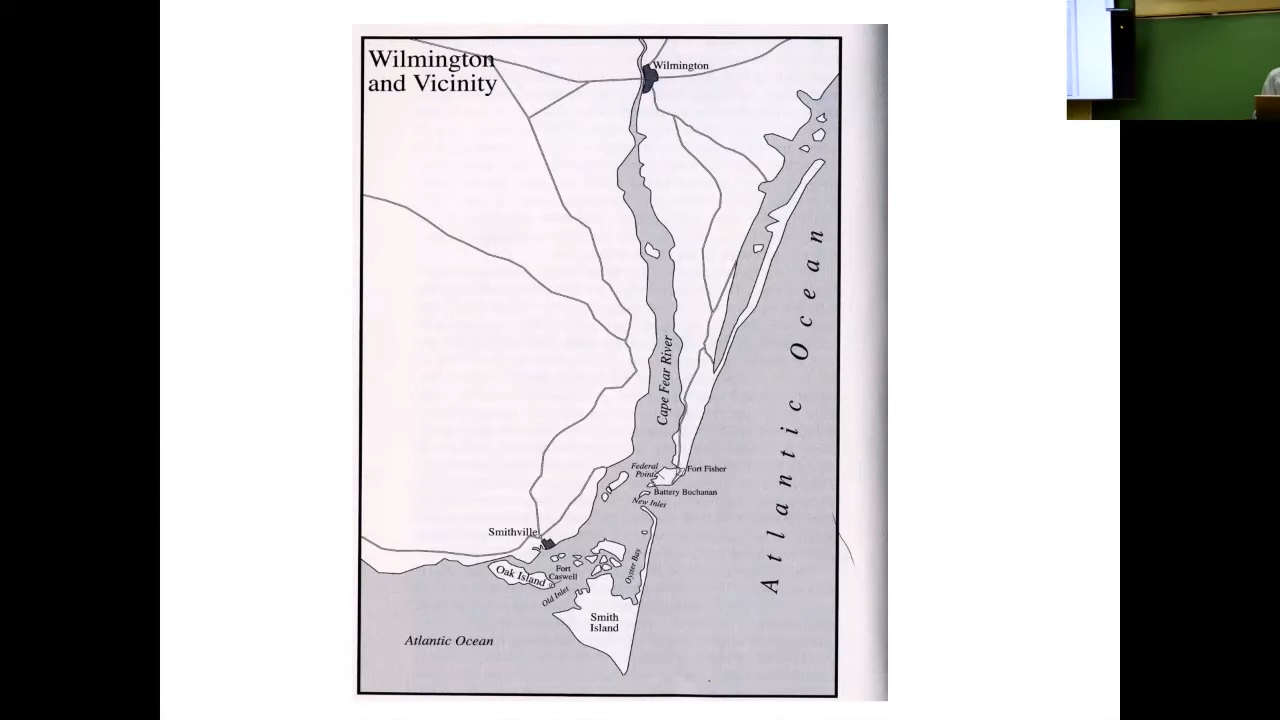 Wilmington
and Vicinity
Wilmington
Atlantic Ocean
Cape Fear River
Federal
Point
Fort Fisher
Battery Buchanan
New Inlet
Smithville
Oyster Bay
Fort
Caswell
Oak Island
Old Inlet
Smith
Island
Atlantic Ocean